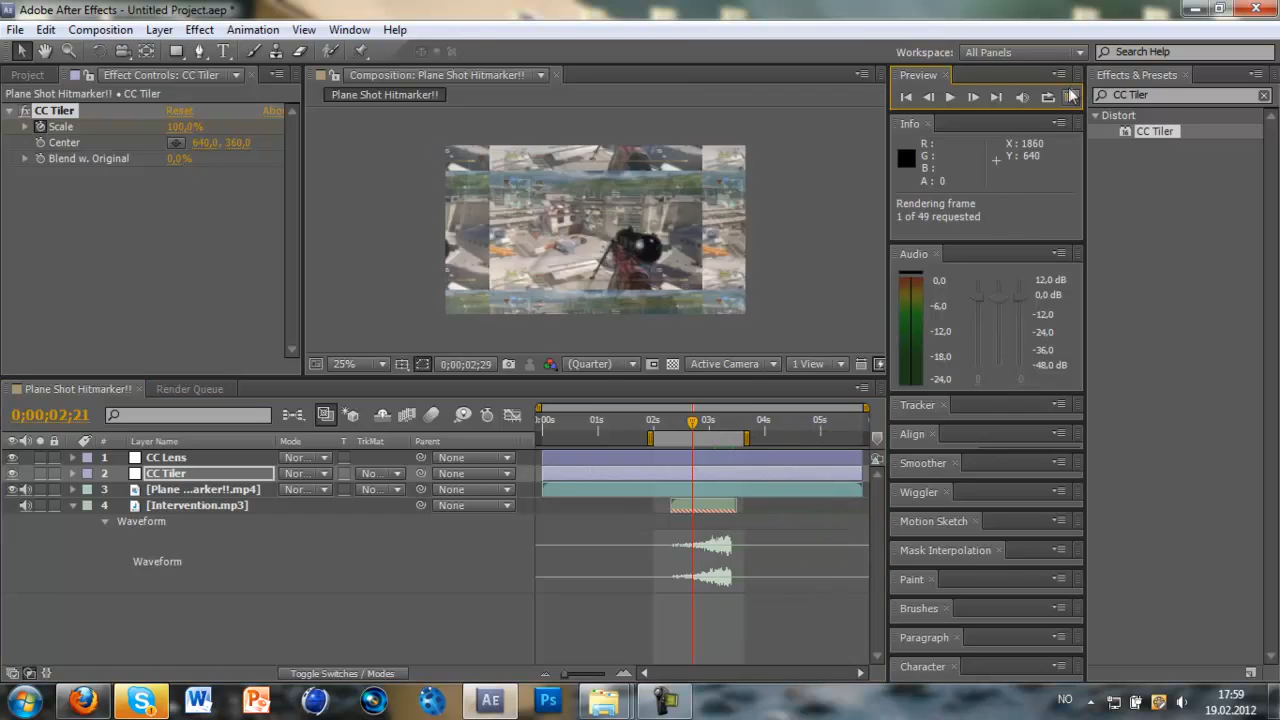 Adobe After Effects - Untitled Project.aep *
File Edit Composition Layer Effect Animation View Window Help
Workspace: All Panels Search Help
Project Effect Controls: CC Tiler Composition: Plane Shot Hitmarker!! Preview Effects & Presets
Plane Shot Hitmarker!! • CC Tiler Plane Shot Hitmarker!! CC Tiler
fx CC Tiler Reset Abou
Scale 100,0%
Center 640,0, 360,0
Blend w. Original 0,0%
Distort
CC Tiler
Info
R : X : 1860
G : Y : 640
B :
A : 0
Rendering frame
1 of 49 requested
Audio
0,0 12,0 dB
-6,0 0,0 dB
-12,0 -12,0
-24,0
-18,0 -36,0
-24,0 -48,0 dB
25% 0;00;02;29 (Quarter) Active Camera 1 View
Plane Shot Hitmarker!! Render Queue
0;00;02;21
# Layer Name Mode T TrkMat Parent
0:00s 01s 02s 03s 04s 05s
1 CC Lens Nor... None
2 CC Tiler Nor... No... None
3 [Plane ...arker!!.mp4] Nor... No... None
4 [Intervention.mp3] None
Waveform
Waveform
Toggle Switches / Modes
Tracker
Align
Smoother
Wiggler
Motion Sketch
Mask Interpolation
Paint
Brushes
Paragraph
Character
Ae Ps NO 17:59
19.02.2012